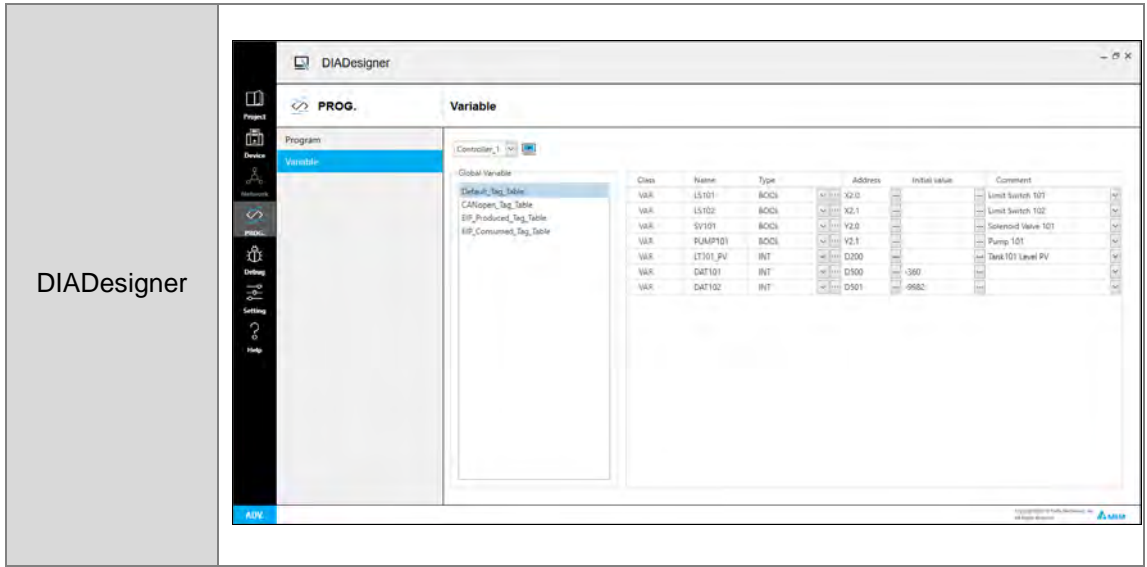 DIADesigner
DIADesigner
Project
Device
Network
PROG.
Debug
Setting
Help
ADV.
PROG.
Variable
Program
Variable
Controller_1
Global Variable
Default_Tag_Table
CANopen_Tag_Table
EIP_Produced_Tag_Table
EIP_Consumed_Tag_Table
Class Name Type Address Initial value Comment
VAR LS101 BOOL X2.0 Limit Switch 101
VAR LS102 BOOL X2.1 Limit Switch 102
VAR SV101 BOOL Y2.0 Solenoid Valve 101
VAR PUMP101 BOOL Y2.1 Pump 101
VAR LT101_PV INT D200 Tank101 Level PV
VAR DAT101 INT D500 -360
VAR DAT102 INT D501 -9982